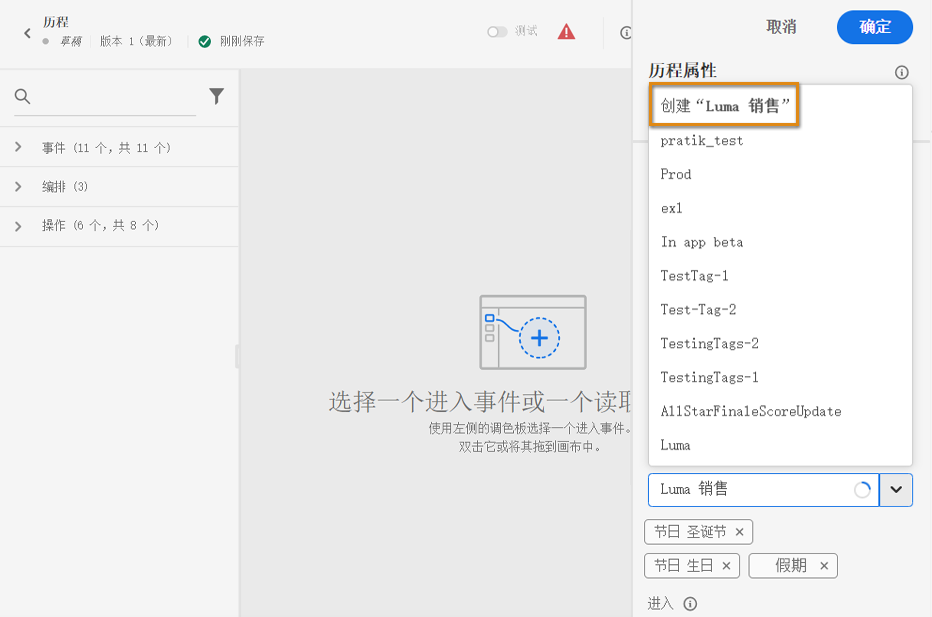 历程
草稿 版本 1（最新） 刚刚保存
测试
取消 确定
历程属性
事件（11 个，共 11 个）
编排（3）
操作（6 个，共 8 个）
选择一个进入事件或一个读取
使用左侧的调色板选择一个进入事件。
双击它或将其拖到画布中。
创建“Luma 销售”
pratik_test
Prod
ex1
In app beta
TestTag-1
Test-Tag-2
TestingTags-2
TestingTags-1
AllStarFinaleScoreUpdate
Luma
Luma 销售
节日 圣诞节 ×
节日 生日 × 假期 ×
进入